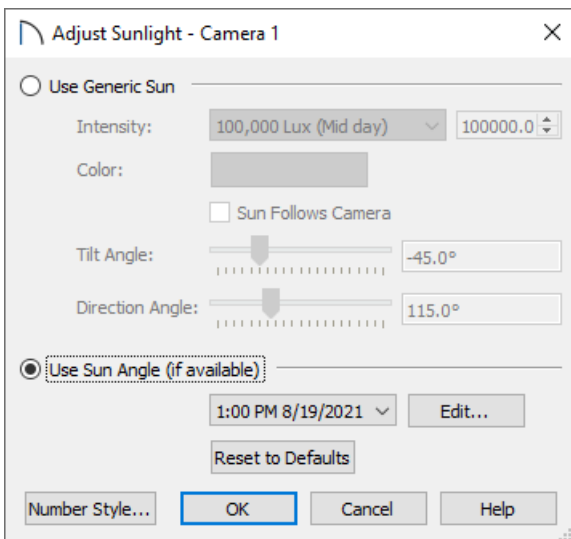 Adjust Sunlight - Camera 1
Use Generic Sun
Intensity: 100,000 Lux (Mid day) 100000.0
Color:
Sun Follows Camera
Tilt Angle: -45.0°
Direction Angle: 115.0°
Use Sun Angle (if available)
1:00 PM 8/19/2021 Edit...
Reset to Defaults
Number Style... OK Cancel Help